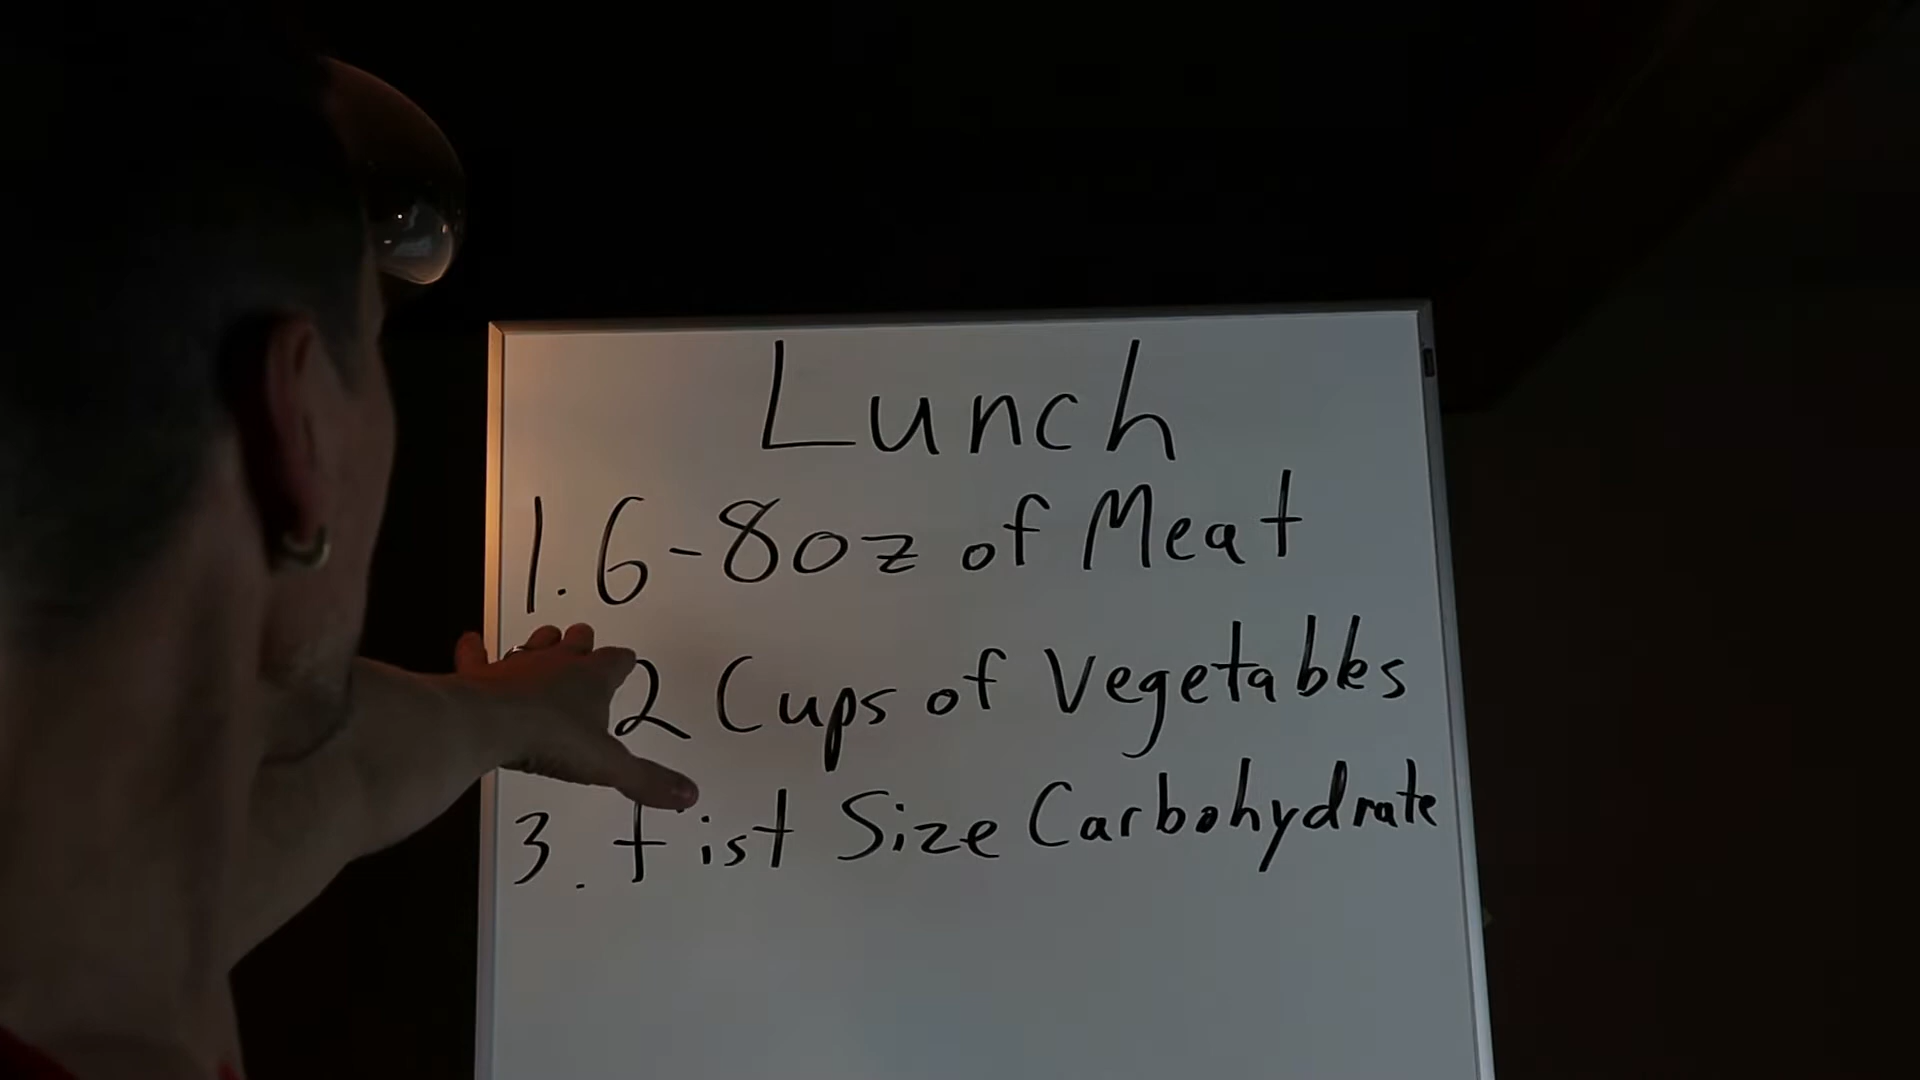 Lunch
1. 6-8oz of Meat
2 Cups of Vegetables
3. Fist Size Carbohydrate